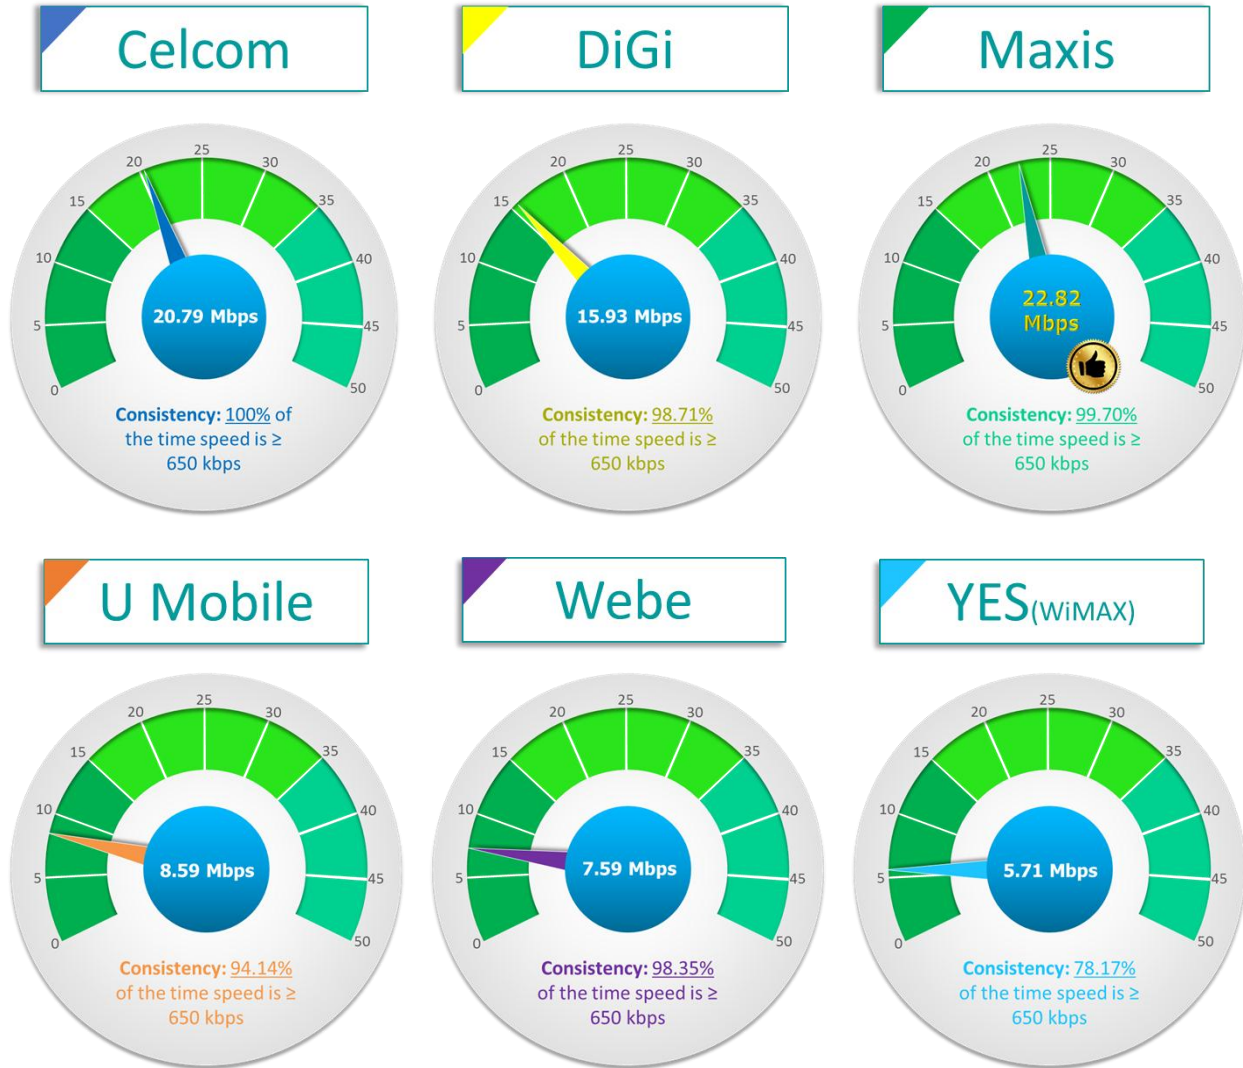 Celcom
DiGi
Maxis
0
5
10
15
20
25
30
35
40
45
50
20.79 Mbps
Consistency: 100% of
the time speed is ≥
650 kbps
0
5
10
15
20
25
30
35
40
45
50
15.93 Mbps
Consistency: 98.71%
of the time speed is ≥
650 kbps
0
5
10
15
20
25
30
35
40
45
50
22.82
Mbps
Consistency: 99.70%
of the time speed is ≥
650 kbps
U Mobile
Webe
YES(WiMAX)
0
5
10
15
20
25
30
35
40
45
50
8.59 Mbps
Consistency: 94.14%
of the time speed is ≥
650 kbps
0
5
10
15
20
25
30
35
40
45
50
7.59 Mbps
Consistency: 98.35%
of the time speed is ≥
650 kbps
0
5
10
15
20
25
30
35
40
45
50
5.71 Mbps
Consistency: 78.17%
of the time speed is ≥
650 kbps